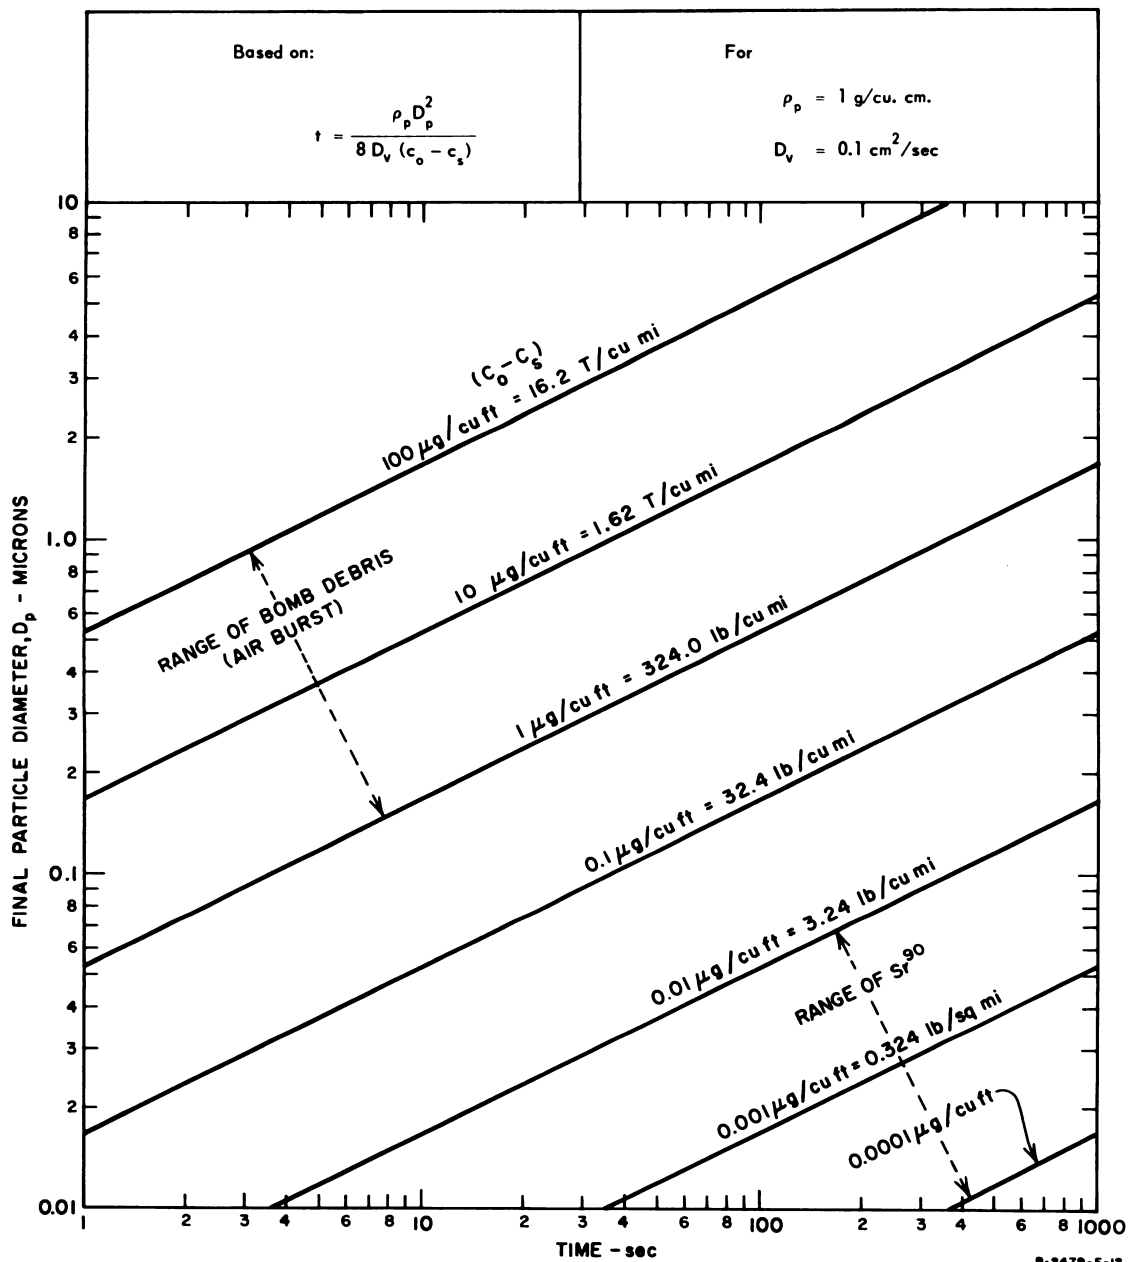 Based on:
t = ρp Dp² / 8 Dv (co − cs)
For
ρp = 1 g/cu. cm.
Dv = 0.1 cm²/sec
FINAL PARTICLE DIAMETER, Dp - MICRONS
10
8
6
4
3
2
1.0
8
6
4
3
2
0.1
8
6
4
3
2
0.01
(Co-Cs)
100 μg/cu ft = 16.2 T/cu mi
10 μg/cu ft = 1.62 T/cu mi
RANGE OF BOMB DEBRIS
(AIR BURST)
1 μg/cu ft = 324.0 lb/cu mi
0.1 μg/cu ft = 32.4 lb/cu mi
0.01 μg/cu ft = 3.24 lb/cu mi
RANGE OF Sr90
0.001 μg/cu ft = 0.324 lb/sq mi
0.0001 μg/cu ft
1 2 3 4 6 8 10 2 3 4 6 8 100 2 3 4 6 8 1000
TIME - sec